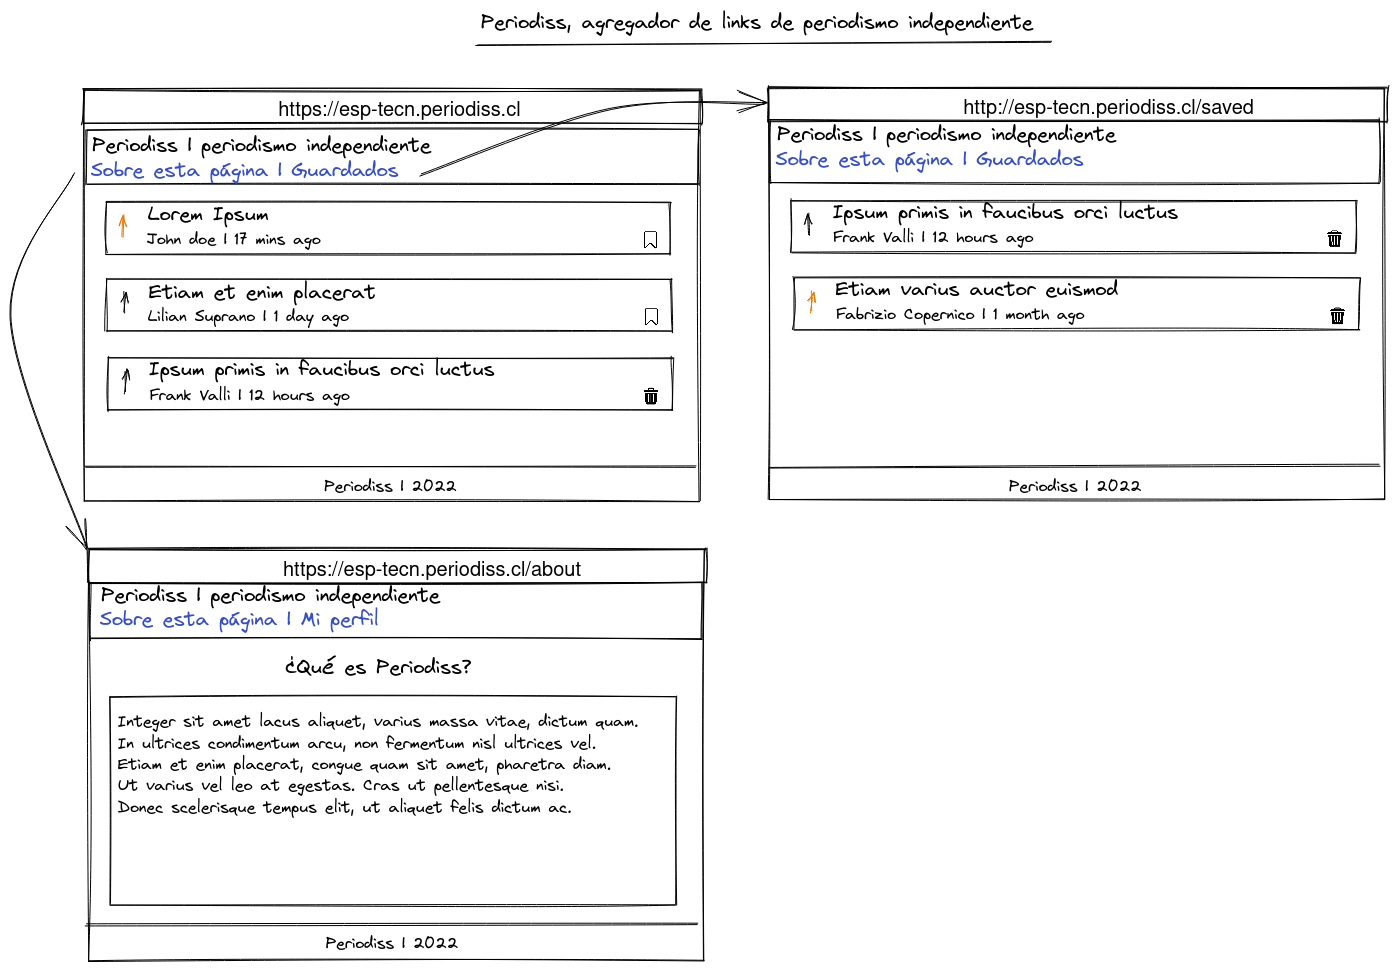 Periodiss, agregador de links de periodismo independiente
https://esp-tecn.periodiss.cl
Periodiss | periodismo independiente
Sobre esta página | Guardados
Lorem Ipsum
John doe | 17 mins ago
Etiam et enim placerat
Lilian Suprano | 1 day ago
Ipsum primis in faucibus orci luctus
Frank Valli | 12 hours ago
Periodiss | 2022
http://esp-tecn.periodiss.cl/saved
Periodiss | periodismo independiente
Sobre esta página | Guardados
Ipsum primis in faucibus orci luctus
Frank Valli | 12 hours ago
Etiam varius auctor euismod
Fabrizio Copernico | 1 month ago
Periodiss | 2022
https://esp-tecn.periodiss.cl/about
Periodiss | periodismo independiente
Sobre esta página | Mi perfil
¿Qué es Periodiss?
Integer sit amet lacus aliquet, varius massa vitae, dictum quam.
In ultrices condimentum arcu, non fermentum nisl ultrices vel.
Etiam et enim placerat, congue quam sit amet, pharetra diam.
Ut varius vel leo at egestas. Cras ut pellentesque nisi.
Donec scelerisque tempus elit, ut aliquet felis dictum ac.
Periodiss | 2022